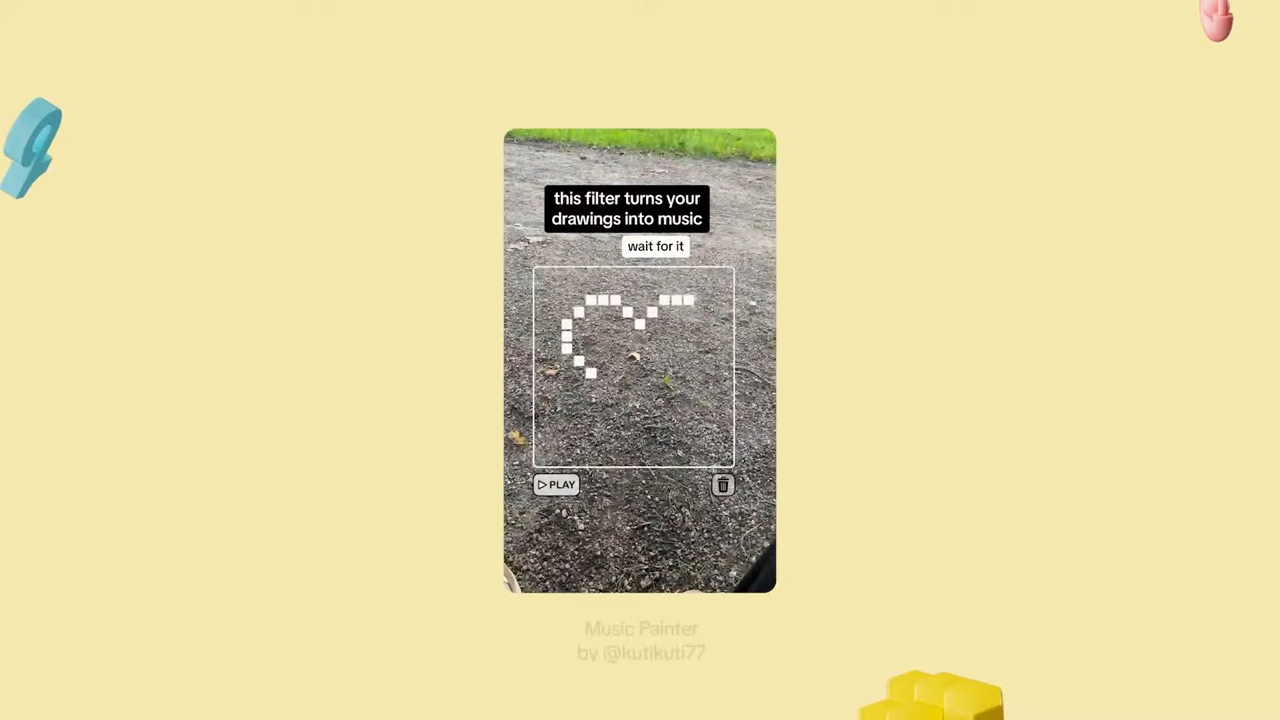 this filter turns your
drawings into music
wait for it
PLAY
Music Painter
by @kutikuti77